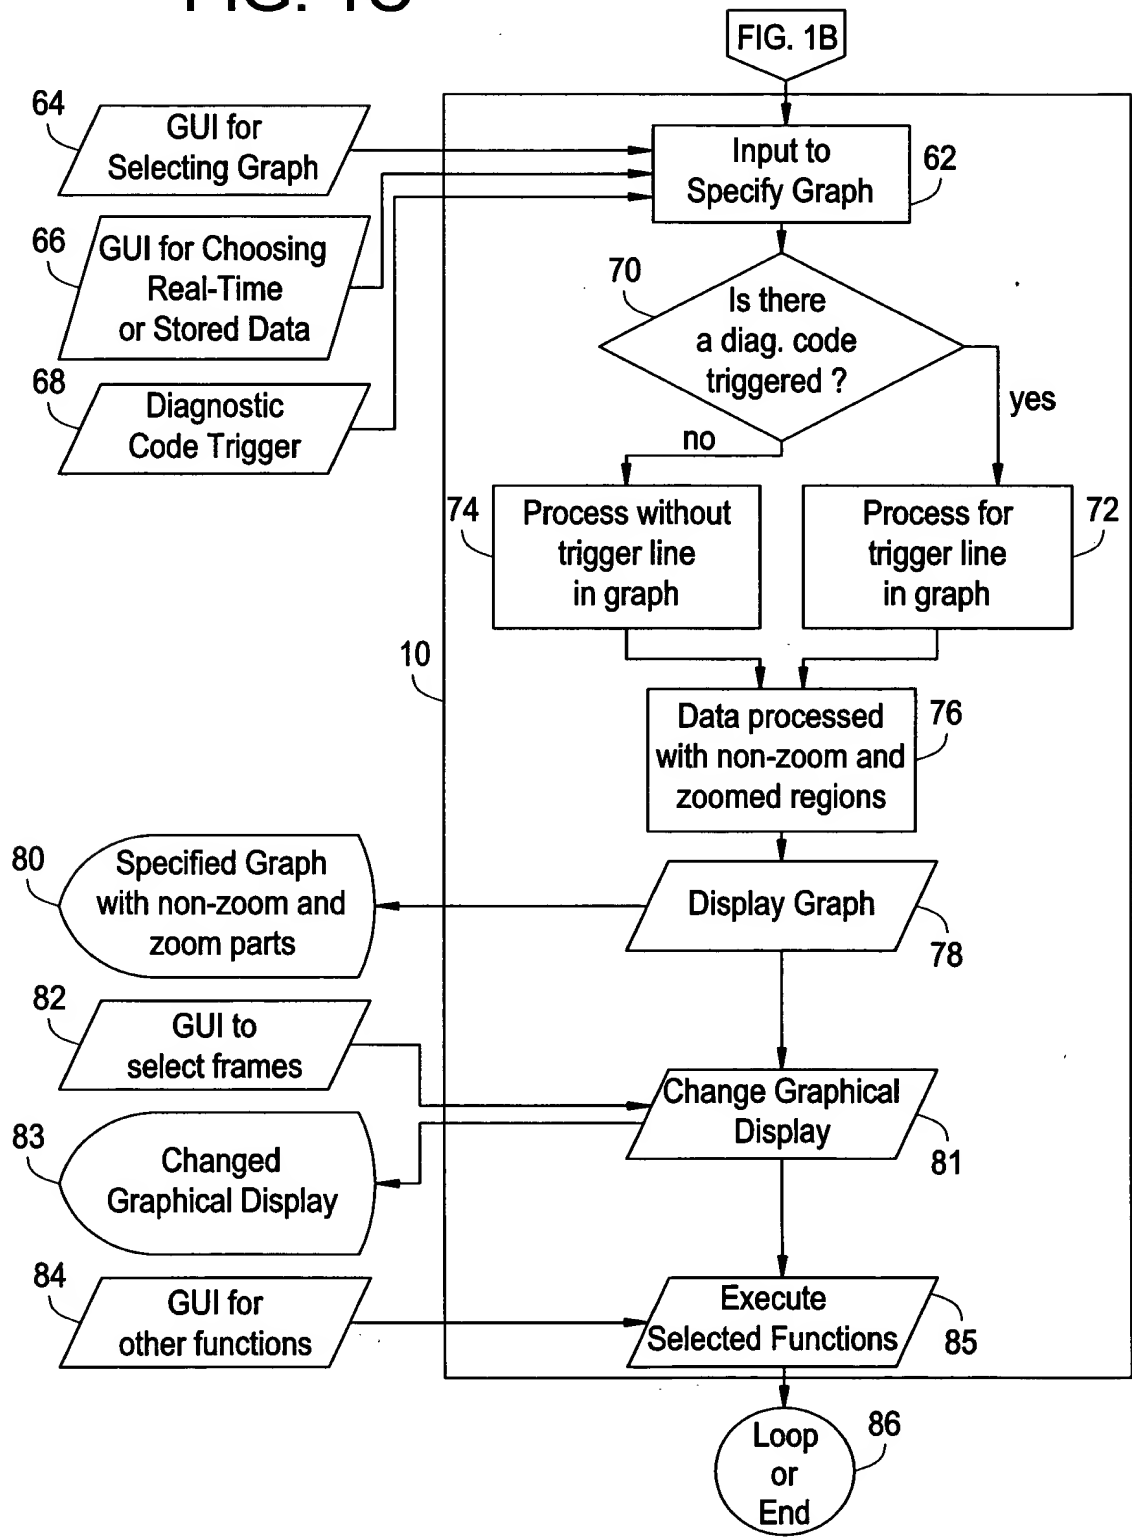 FIG. 1C
FIG. 1B
64
GUI for
Selecting Graph
Input to
Specify Graph
62
66
GUI for Choosing
Real-Time
or Stored Data
70
Is there
a diag. code
triggered ?
68
Diagnostic
Code Trigger
yes
no
74
Process without
trigger line
in graph
Process for
trigger line
in graph
72
10
Data processed
with non-zoom and
zoomed regions
76
80
Specified Graph
with non-zoom and
zoom parts
Display Graph
78
82
GUI to
select frames
Change Graphical
Display
81
83
Changed
Graphical Display
84
GUI for
other functions
Execute
Selected Functions
85
Loop
or
End
86